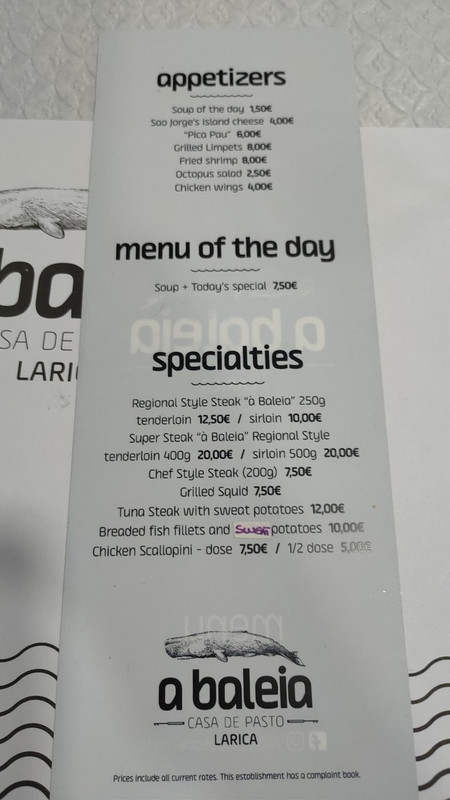 appetizers
Soup of the day 1,50€
Sao Jorge's island cheese 4,00€
"Pica Pau" 6,00€
Grilled Limpets 8,00€
Fried shrimp 8,00€
Octopus salad 2,50€
Chicken wings 4,00€
menu of the day
Soup + Today's special 7,50€
specialties
Regional Style Steak "à Baleia" 250g
tenderloin 12,50€ / sirloin 10,00€
Super Steak "à Baleia" Regional Style
tenderloin 400g 20,00€ / sirloin 500g 20,00€
Chef Style Steak (200g) 7,50€
Grilled Squid 7,50€
Tuna Steak with sweat potatoes 12,00€
Breaded fish fillets and sweat potatoes 10,00€
Chicken Scallopini - dose 7,50€ / 1/2 dose 5,00€
a baleia
CASA DE PASTO
LARICA
Prices include all current rates. This establishment has a complaint book.
ba
SA DE
LARI